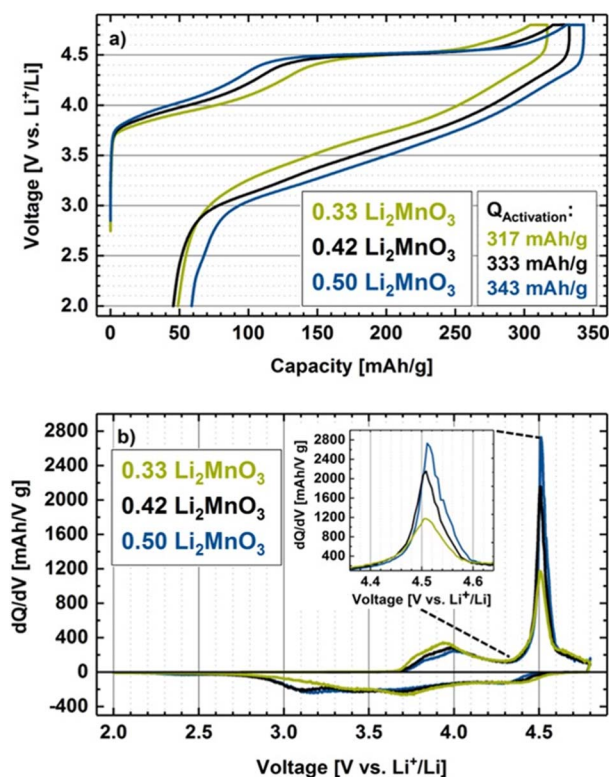 a)
4.5
4.0
3.5
3.0
2.5
2.0
Voltage [V vs. Li⁺/Li]
0.33 Li₂MnO₃
0.42 Li₂MnO₃
0.50 Li₂MnO₃
Q_Activation:
317 mAh/g
333 mAh/g
343 mAh/g
0 50 100 150 200 250 300 350
Capacity [mAh/g]
b)
2800
2400
2000
1600
1200
800
400
0
-400
dQ/dV [mAh/V g]
0.33 Li₂MnO₃
0.42 Li₂MnO₃
0.50 Li₂MnO₃
2800
2400
2000
1600
1200
800
400
dQ/dV [mAh/V g]
4.4 4.5 4.6
Voltage [V vs. Li⁺/Li]
2.0 2.5 3.0 3.5 4.0 4.5
Voltage [V vs. Li⁺/Li]